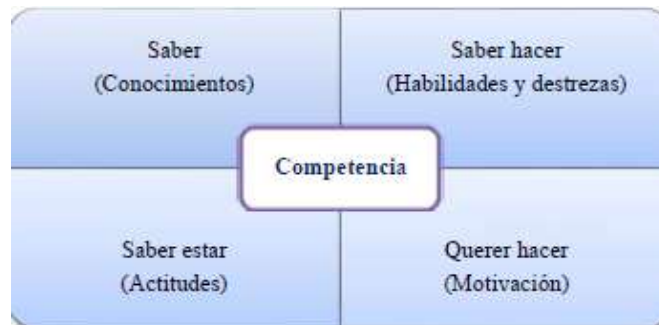 Saber
(Conocimientos)
Saber hacer
(Habilidades y destrezas)
Competencia
Saber estar
(Actitudes)
Querer hacer
(Motivación)